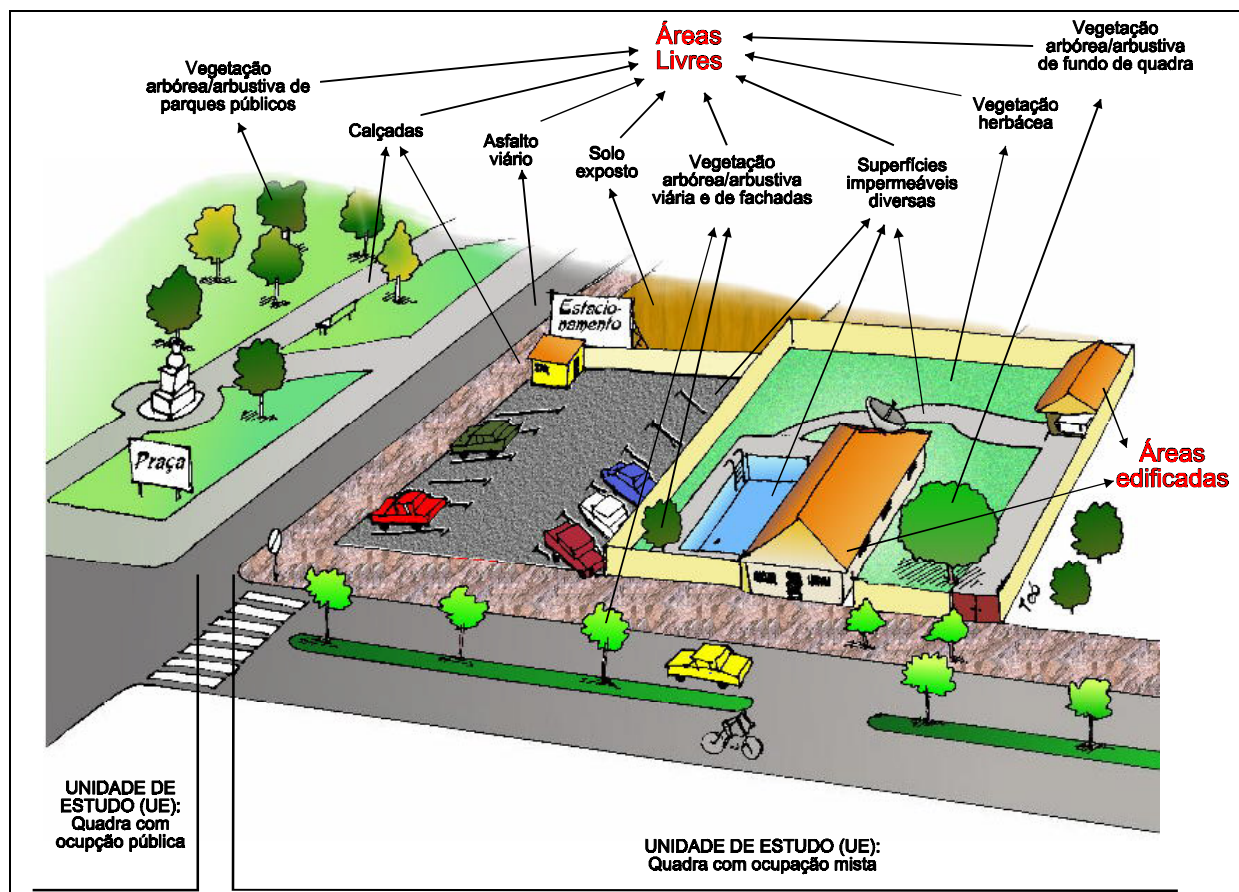 Áreas
Livres
Vegetação
arbórea/arbustiva
de fundo de quadra
Vegetação
arbórea/arbustiva de
parques públicos
Vegetação
herbácea
Calçadas
Asfalto
viário
Solo
exposto
Vegetação
arbórea/arbustiva
viária e de fachadas
Superfícies
impermeáveis
diversas
Estacio-
namento
Áreas
edificadas
Praça
UNIDADE DE
ESTUDO (UE):
Quadra com
ocupção pública
UNIDADE DE ESTUDO (UE):
Quadra com ocupação mista